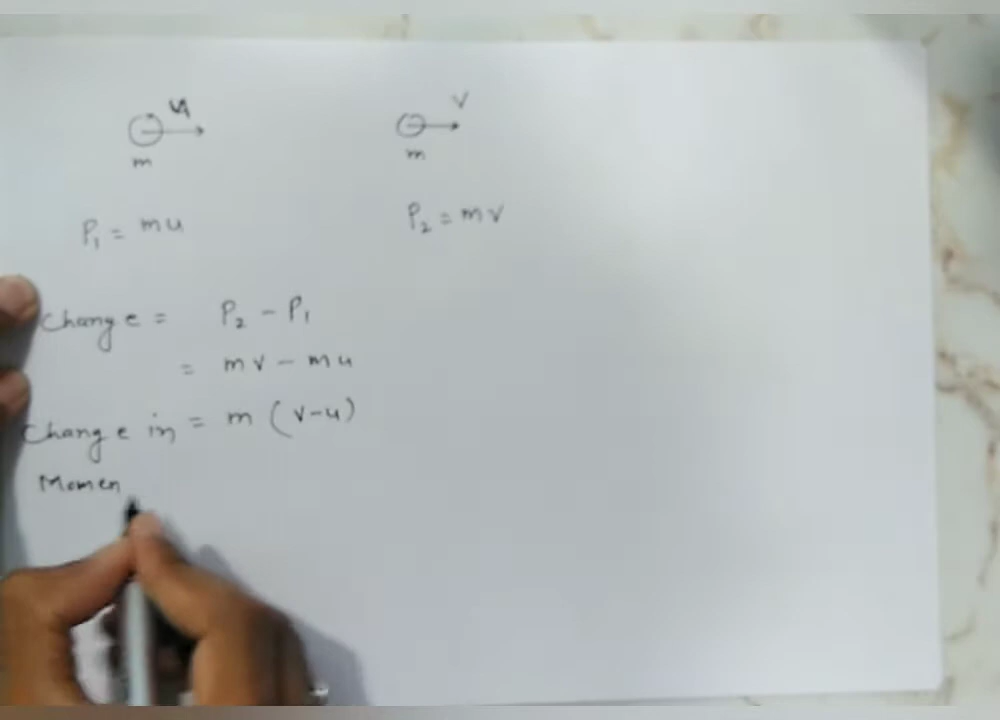 u
v
m
m
P₁ = mu
P₂ = mv
Change = P₂ - P₁
= mv - mu
Change in = m (v-u)
Momen